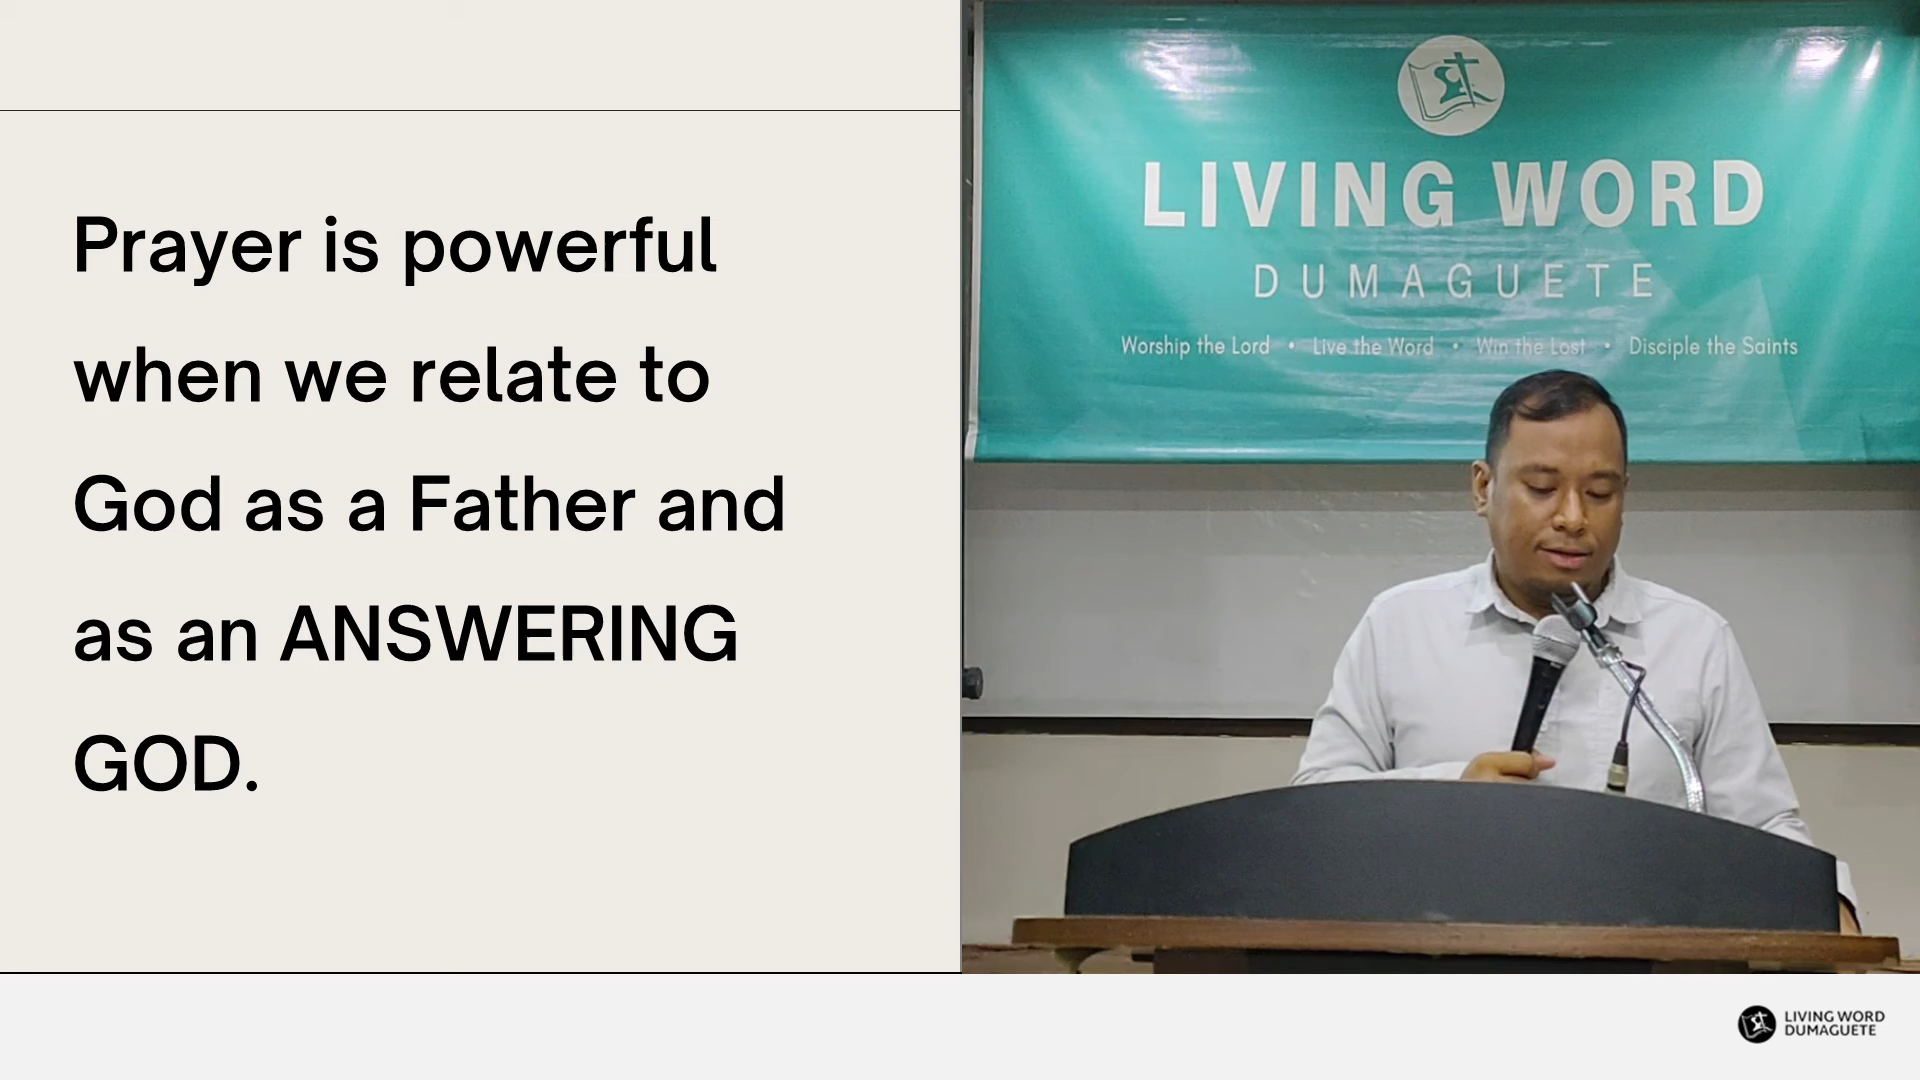 Prayer is powerful
when we relate to
God as a Father and
as an ANSWERING
GOD.
LIVING WORD
DUMAGUETE
Worship the Lord • Live the Word • Win the Lost • Disciple the Saints
LIVING WORD
DUMAGUETE